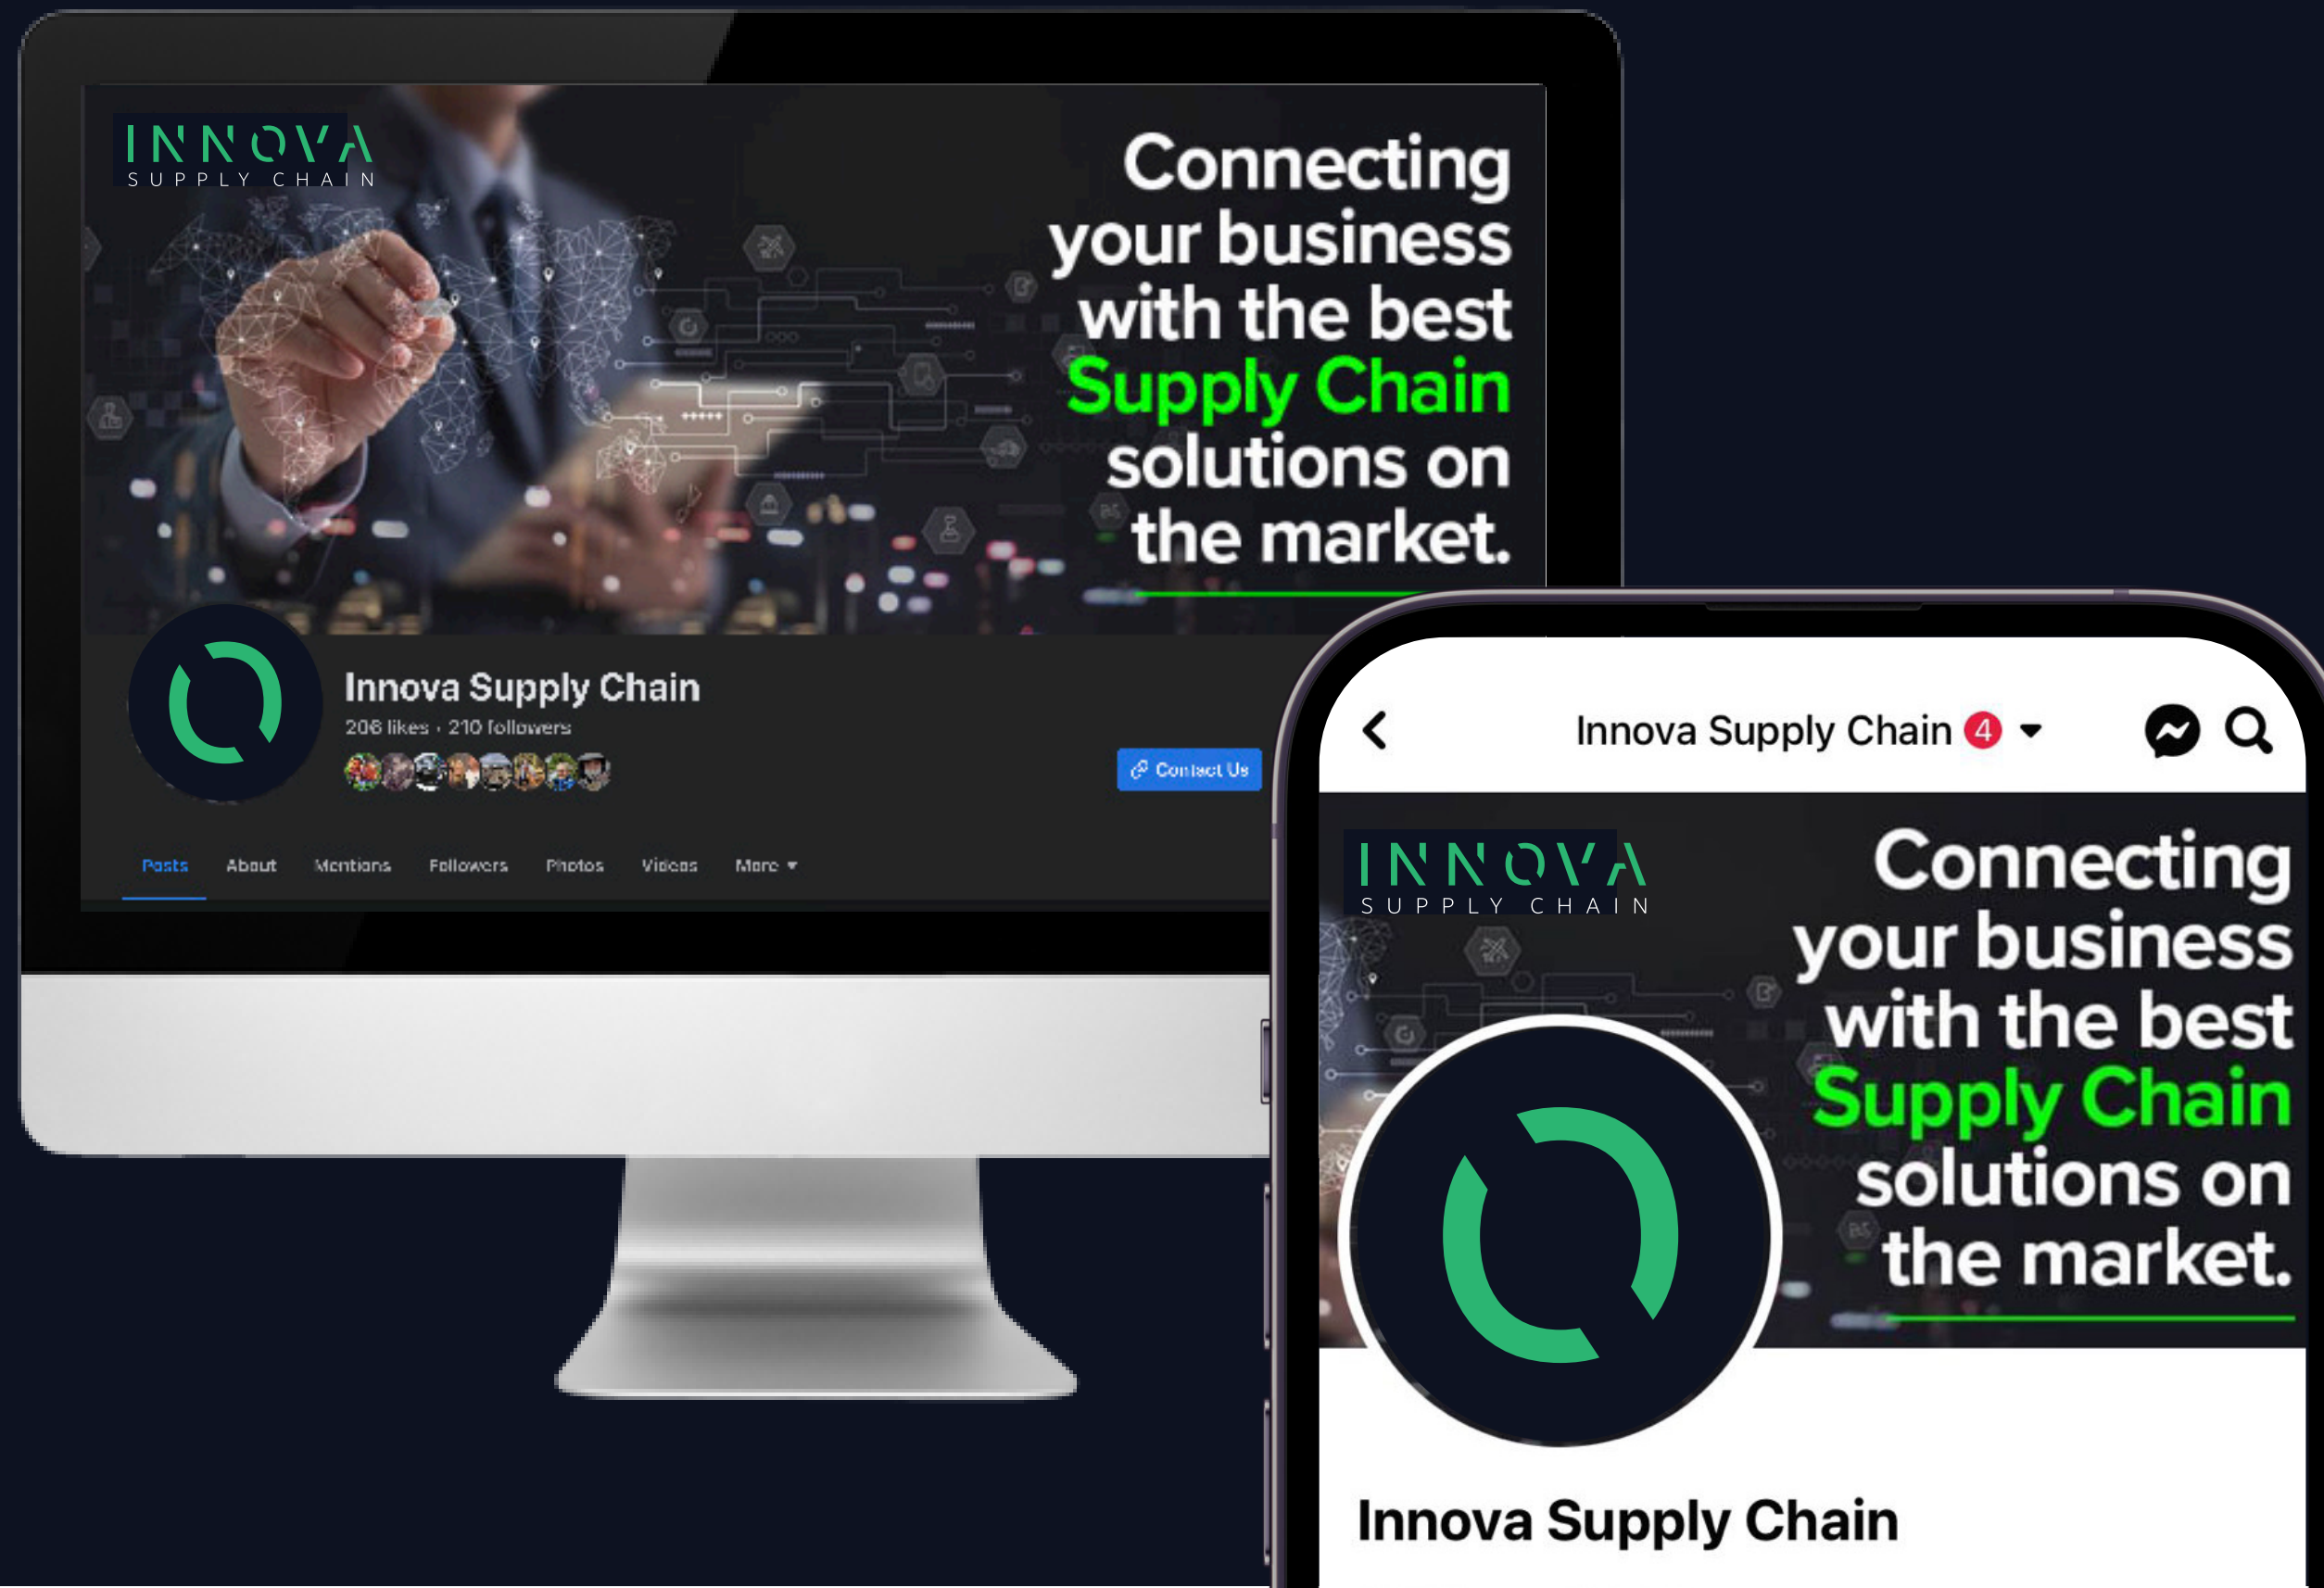 INNOVA
SUPPLY CHAIN
Connecting
your business
with the best
Supply Chain
solutions on
the market.
Innova Supply Chain
206 likes · 210 followers
Contact Us
Posts About Mentions Followers Photos Videos More
Innova Supply Chain 4
INNOVA
SUPPLY CHAIN
Connecting
your business
with the best
Supply Chain
solutions on
the market.
Innova Supply Chain